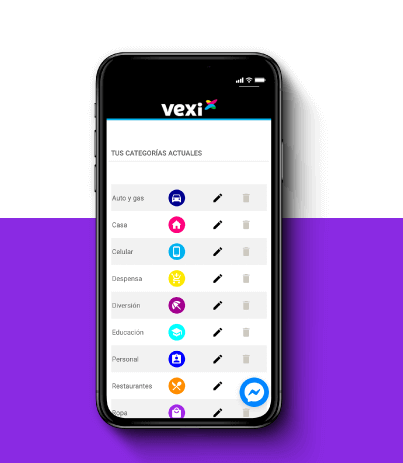 vexi
TUS CATEGORÍAS ACTUALES
Auto y gas
Casa
Celular
Despensa
Diversión
Educación
Personal
Restaurantes
Ropa